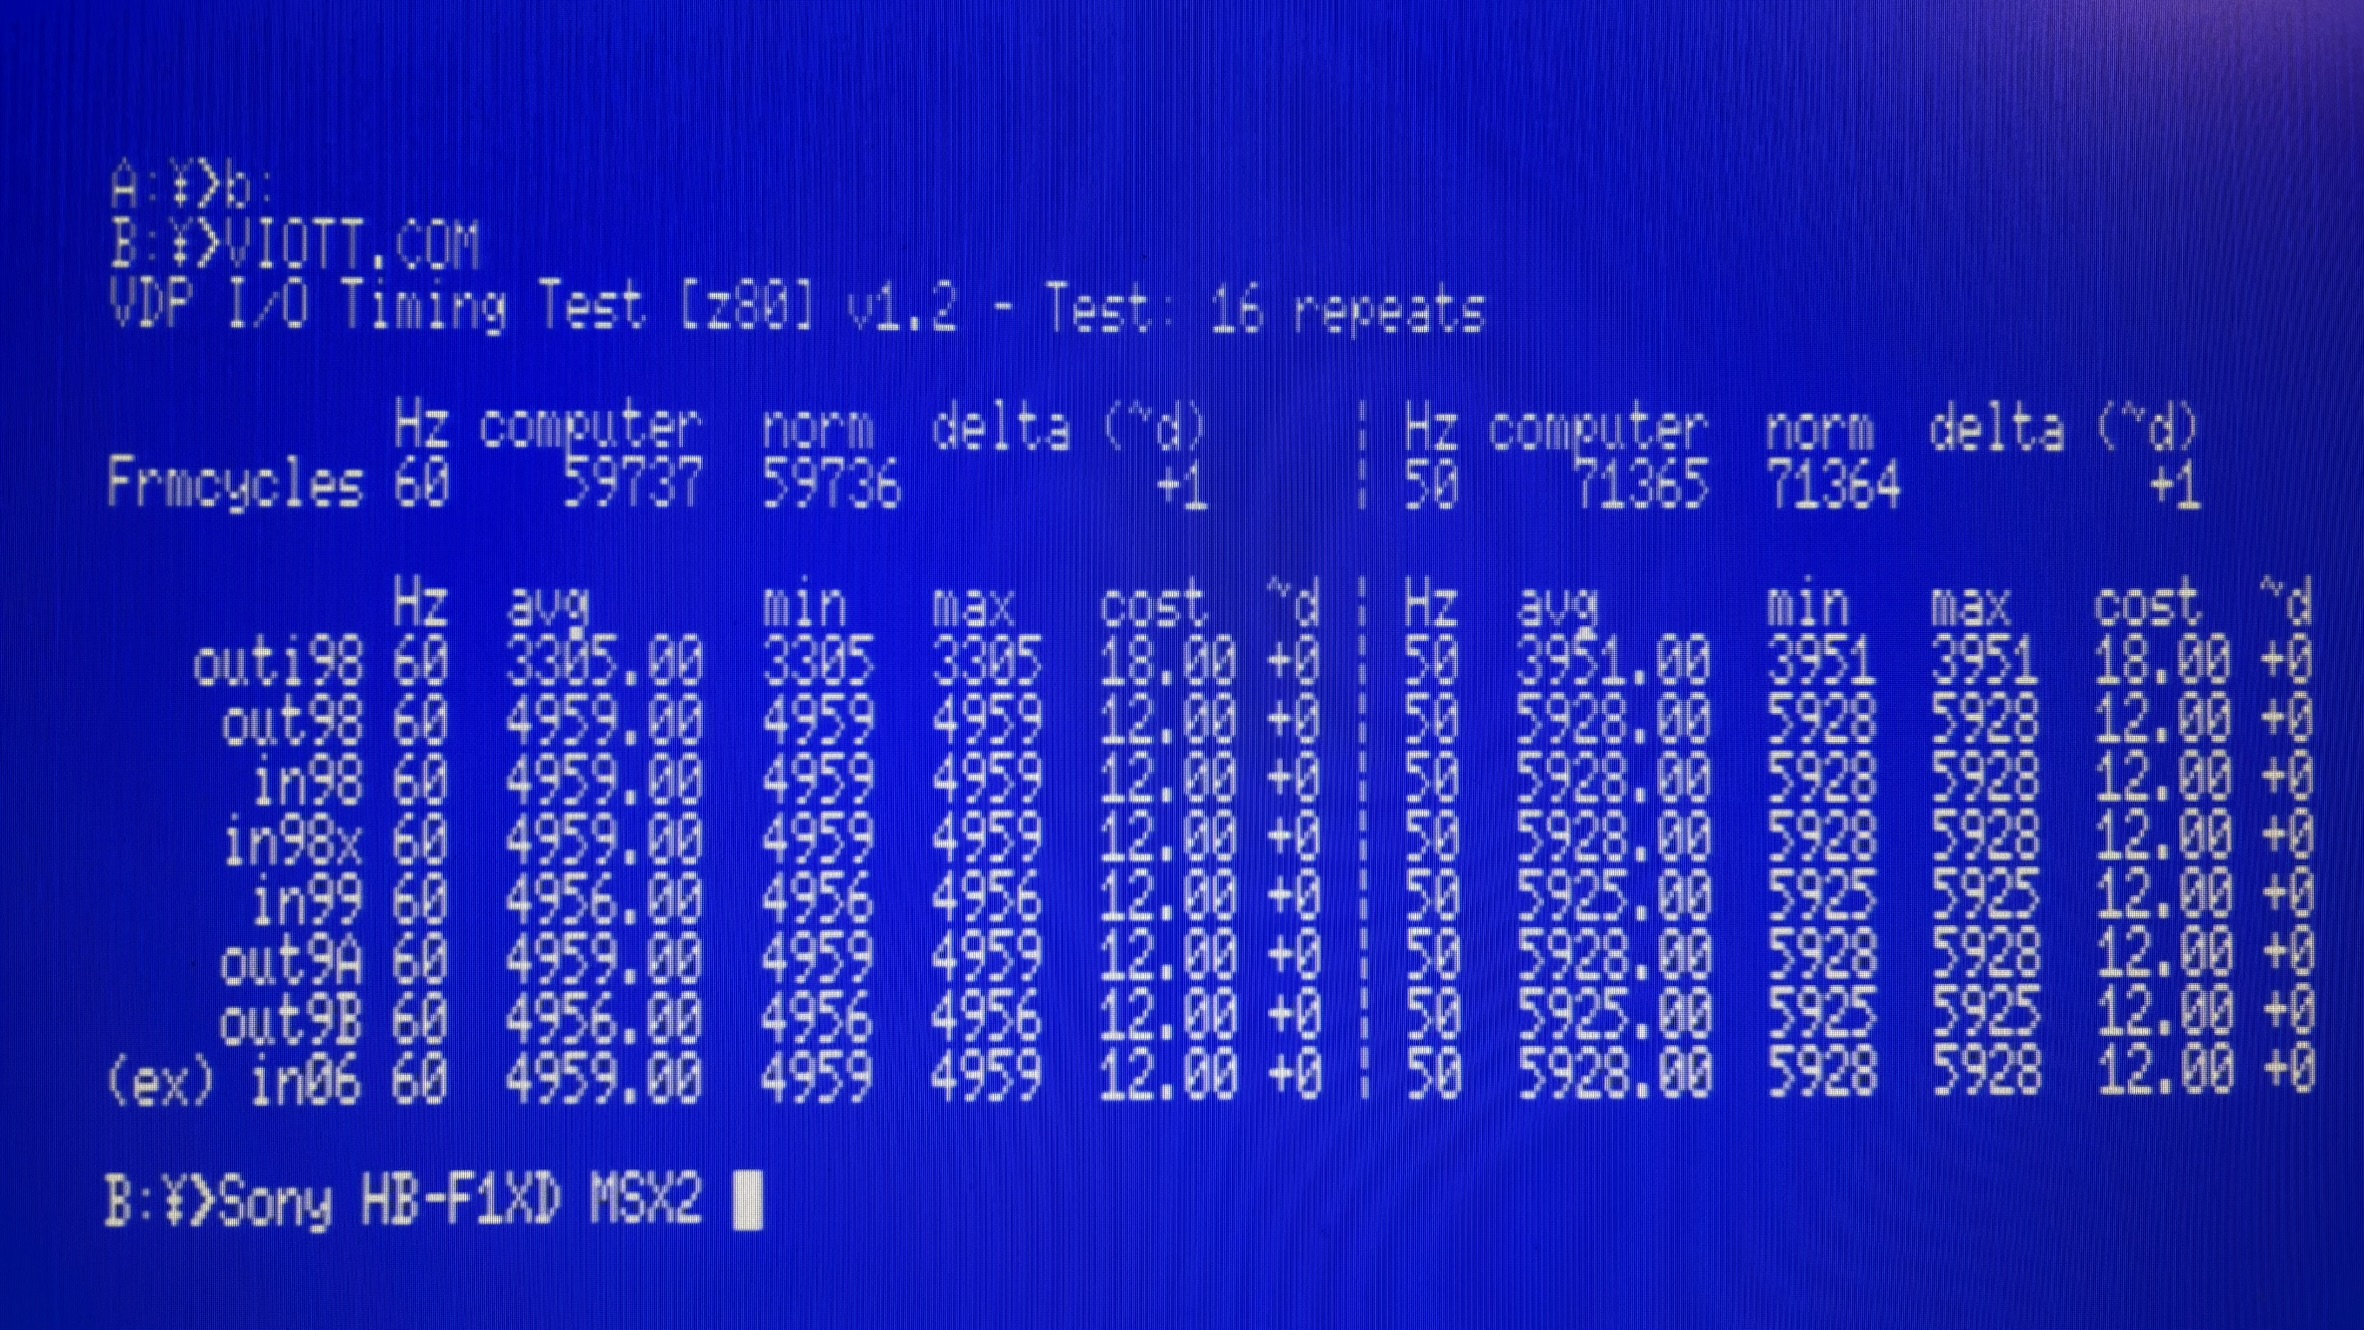 A:¥>b:
B:¥>VIOTT.COM
VDP I/O Timing Test [z80] v1.2 - Test: 16 repeats
Hz computer norm delta (~d) ¦ Hz computer norm delta (~d)
Frmcycles 60 59737 59736 +1 ¦ 50 71365 71364 +1
Hz avg min max cost ~d ¦ Hz avg min max cost ~d
outi98 60 3305.00 3305 3305 18.00 +0 ¦ 50 3951.00 3951 3951 18.00 +0
out98 60 4959.00 4959 4959 12.00 +0 ¦ 50 5928.00 5928 5928 12.00 +0
in98 60 4959.00 4959 4959 12.00 +0 ¦ 50 5928.00 5928 5928 12.00 +0
in98x 60 4959.00 4959 4959 12.00 +0 ¦ 50 5928.00 5928 5928 12.00 +0
in99 60 4956.00 4956 4956 12.00 +0 ¦ 50 5925.00 5925 5925 12.00 +0
out9A 60 4959.00 4959 4959 12.00 +0 ¦ 50 5928.00 5928 5928 12.00 +0
out9B 60 4956.00 4956 4956 12.00 +0 ¦ 50 5925.00 5925 5925 12.00 +0
(ex) in06 60 4959.00 4959 4959 12.00 +0 ¦ 50 5928.00 5928 5928 12.00 +0
B:¥>Sony HB-F1XD MSX2